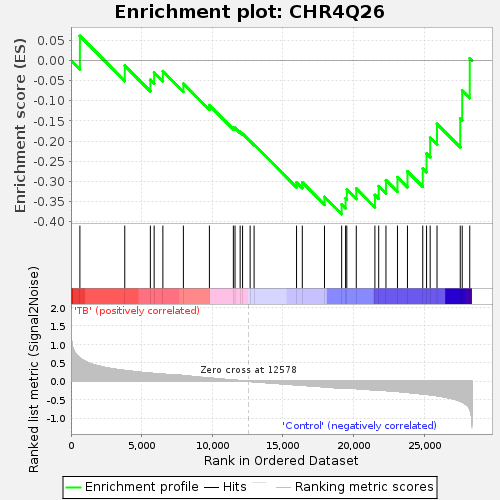 Enrichment plot: CHR4Q26
Enrichment score (ES)
0.05
0.00
-0.05
-0.10
-0.15
-0.20
-0.25
-0.30
-0.35
-0.40
'TB' (positively correlated)
Ranked list metric (Signal2Noise)
2.0
1.5
1.0
0.5
0.0
-0.5
-1.0
Zero cross at 12578
'Control' (negatively correlated)
0
5,000
10,000
15,000
20,000
25,000
Rank in Ordered Dataset
Enrichment profile
Hits
Ranking metric scores